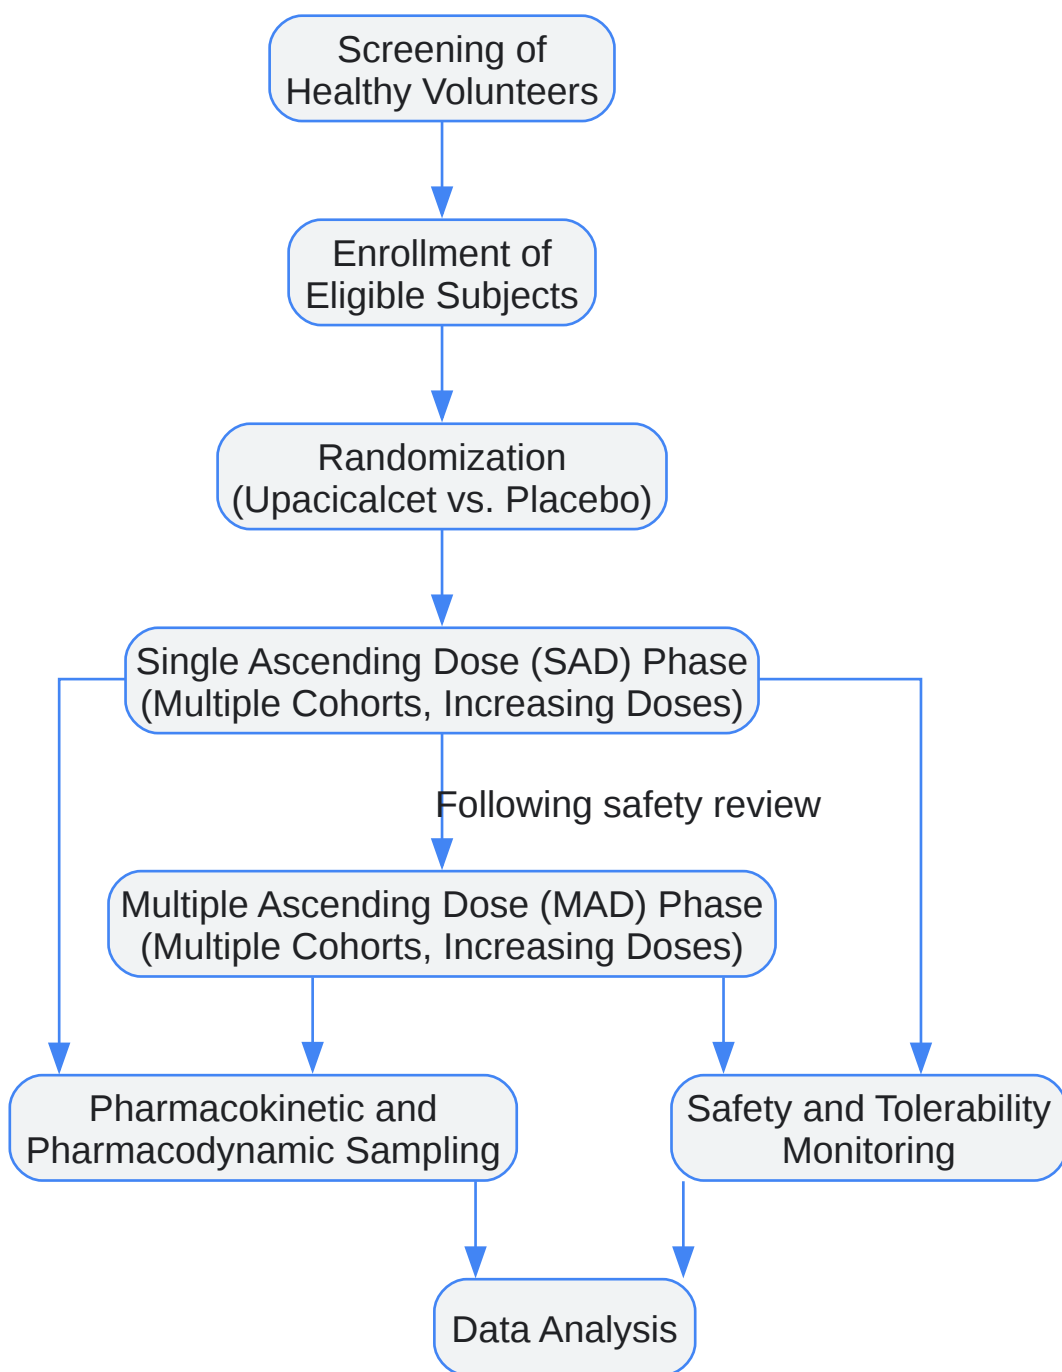 Screening of
Healthy Volunteers
Enrollment of
Eligible Subjects
Randomization
(Upacicalcet vs. Placebo)
Single Ascending Dose (SAD) Phase
(Multiple Cohorts, Increasing Doses)
Following safety review
Multiple Ascending Dose (MAD) Phase
(Multiple Cohorts, Increasing Doses)
Pharmacokinetic and
Pharmacodynamic Sampling
Safety and Tolerability
Monitoring
Data Analysis